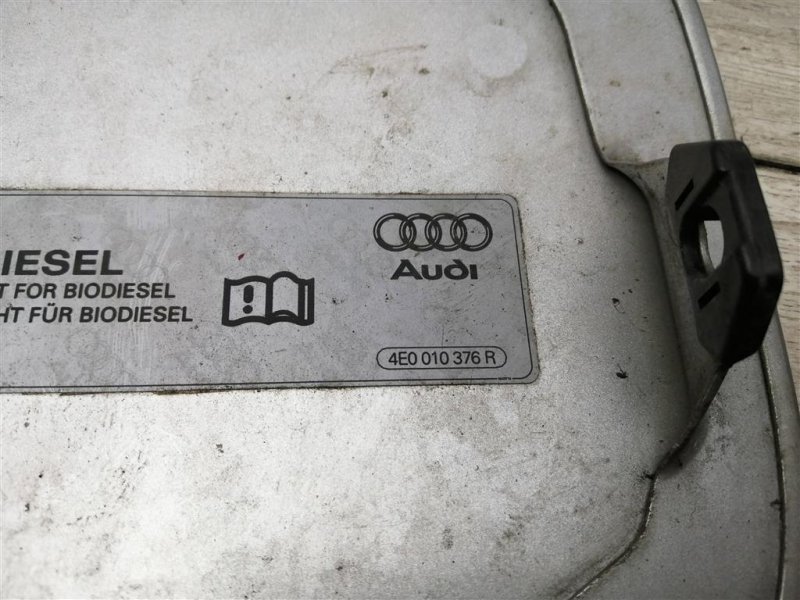 IESEL
T FOR BIODIESEL
HT FÜR BIODIESEL
Audi
4E0 010 376 R